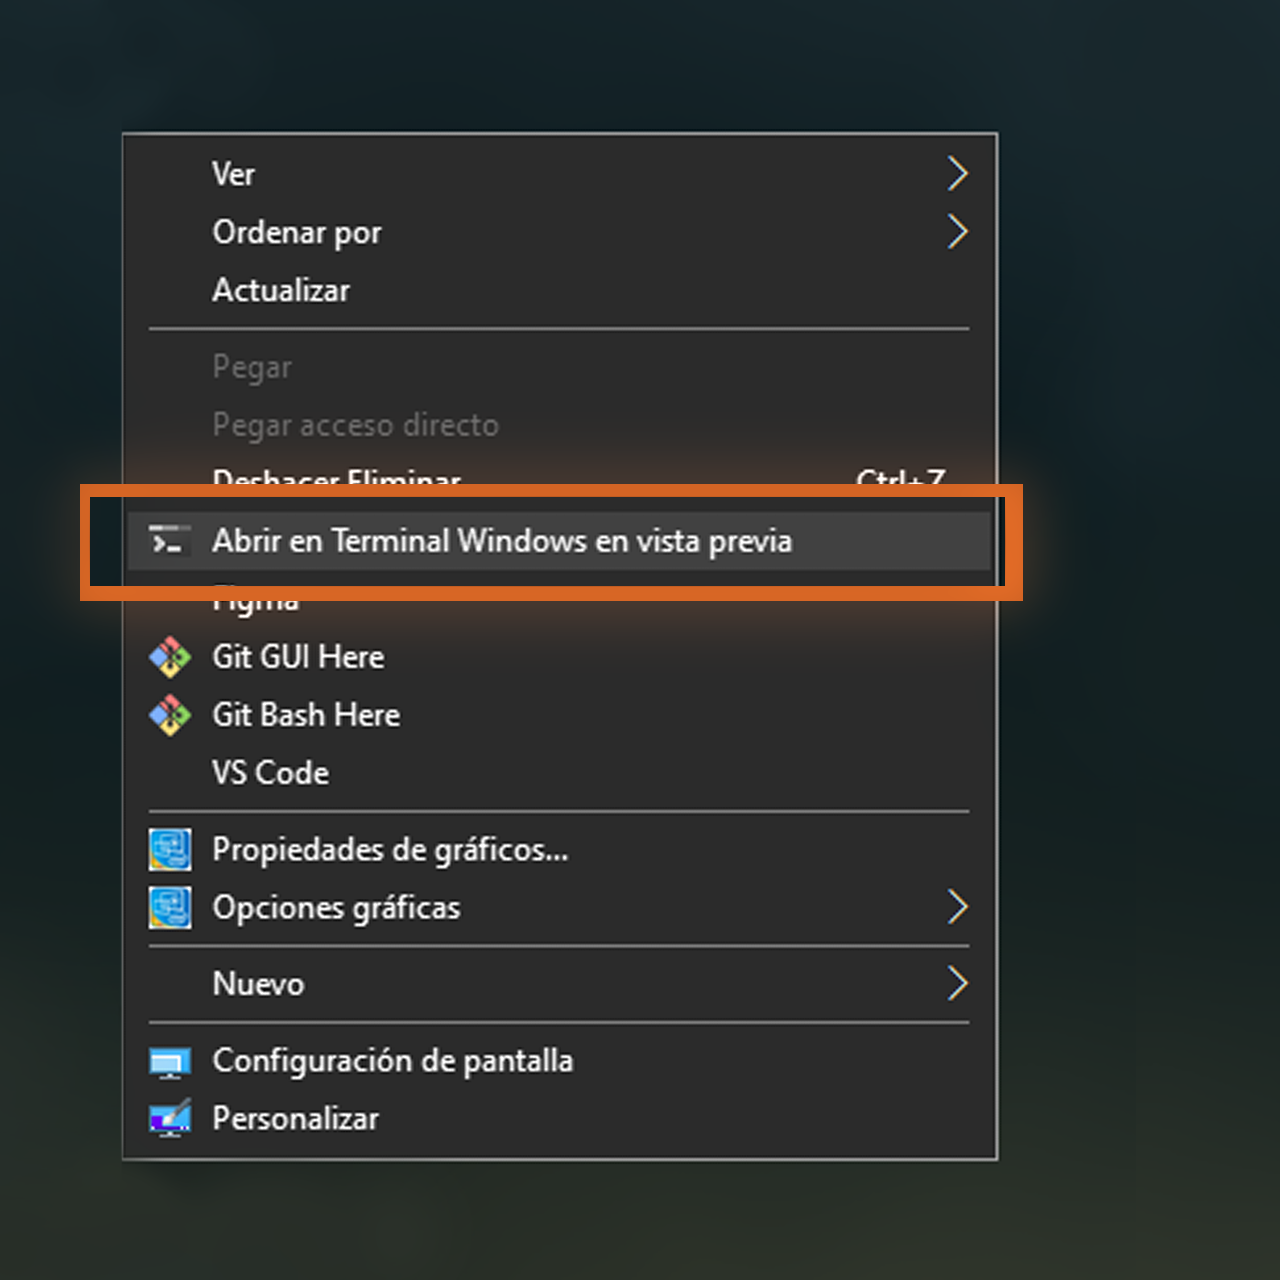 Ver
Ordenar por
Actualizar
Pegar
Pegar acceso directo
Deshacer Eliminar Ctrl+Z
Abrir en Terminal Windows en vista previa
Figma
Git GUI Here
Git Bash Here
VS Code
Propiedades de gráficos...
Opciones gráficas
Nuevo
Configuración de pantalla
Personalizar